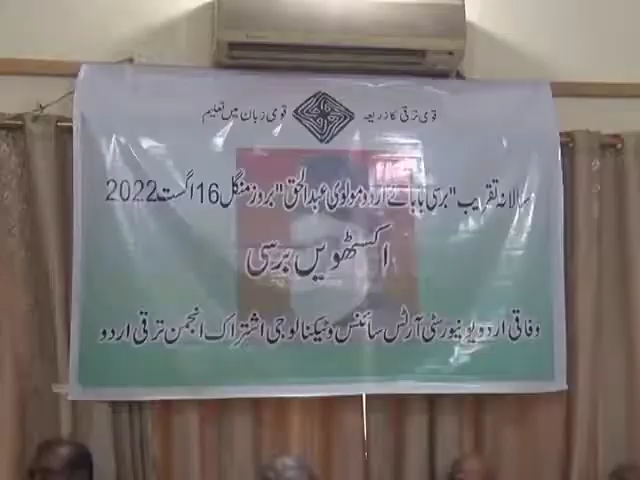 قومی ترقی کا ذریعہ قومی زبان میں تعلیم
سالانہ تقریب "برسی بابائے اردو مولوی عبدالحق" بروز منگل 16 اگست 2022
اکسٹھویں برسی
وفاقی اردو یونیورسٹی آرٹس سائنس و ٹیکنالوجی اشتراک انجمن ترقی اردو